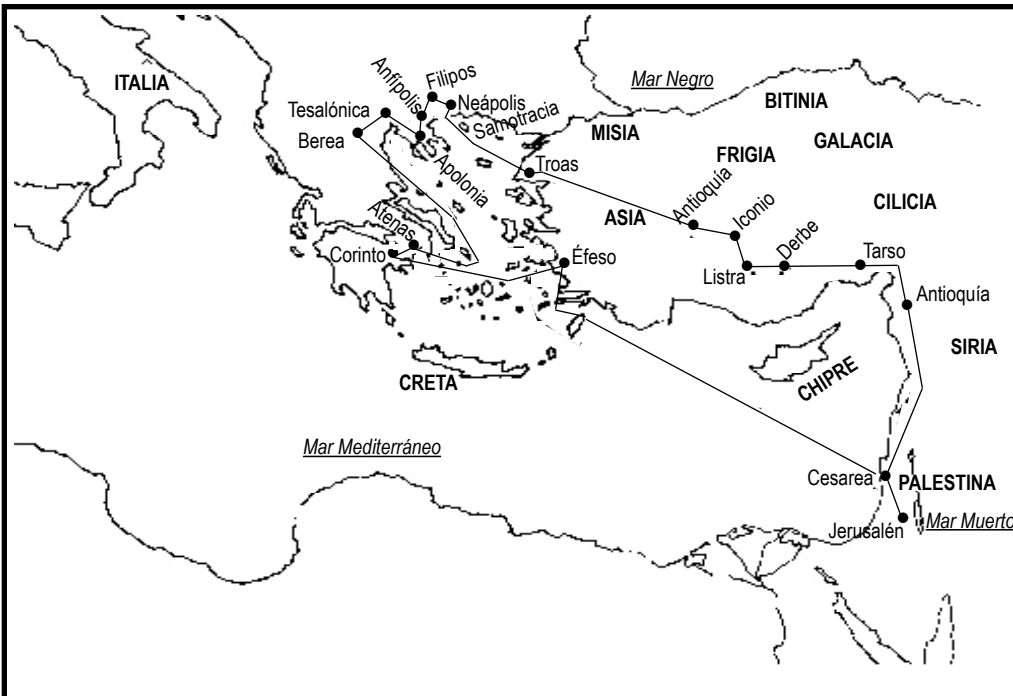 ITALIA
Mar Negro
BITINIA
Filipos
Anfípolis
Neápolis
Tesalónica
Samotracia
MISIA
Berea
GALACIA
FRIGIA
Troas
Apolonia
Antioquía
Iconio
CILICIA
ASIA
Atenas
Derbe
Tarso
Corinto
Éfeso
Listra
Antioquía
SIRIA
CRETA
CHIPRE
Mar Mediterráneo
Cesarea
PALESTINA
Jerusalén
Mar Muerto